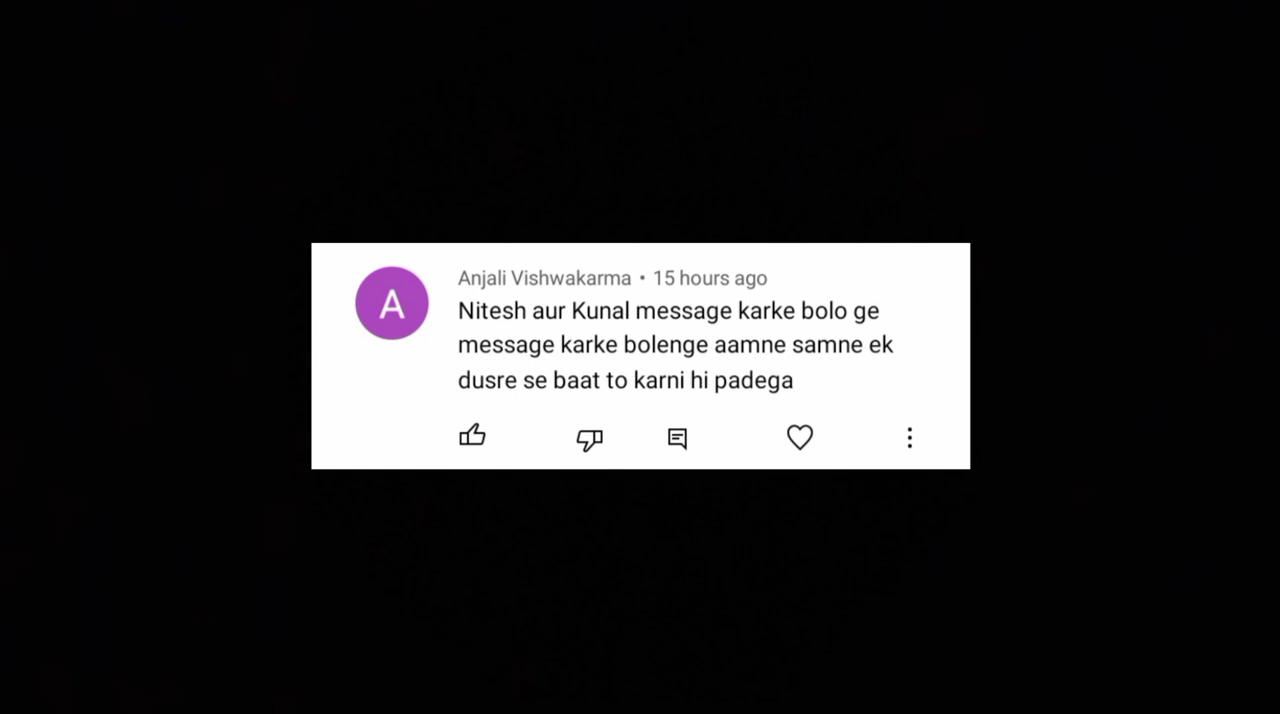 A
Anjali Vishwakarma • 15 hours ago
Nitesh aur Kunal message karke bolo ge
message karke bolenge aamne samne ek
dusre se baat to karni hi padega